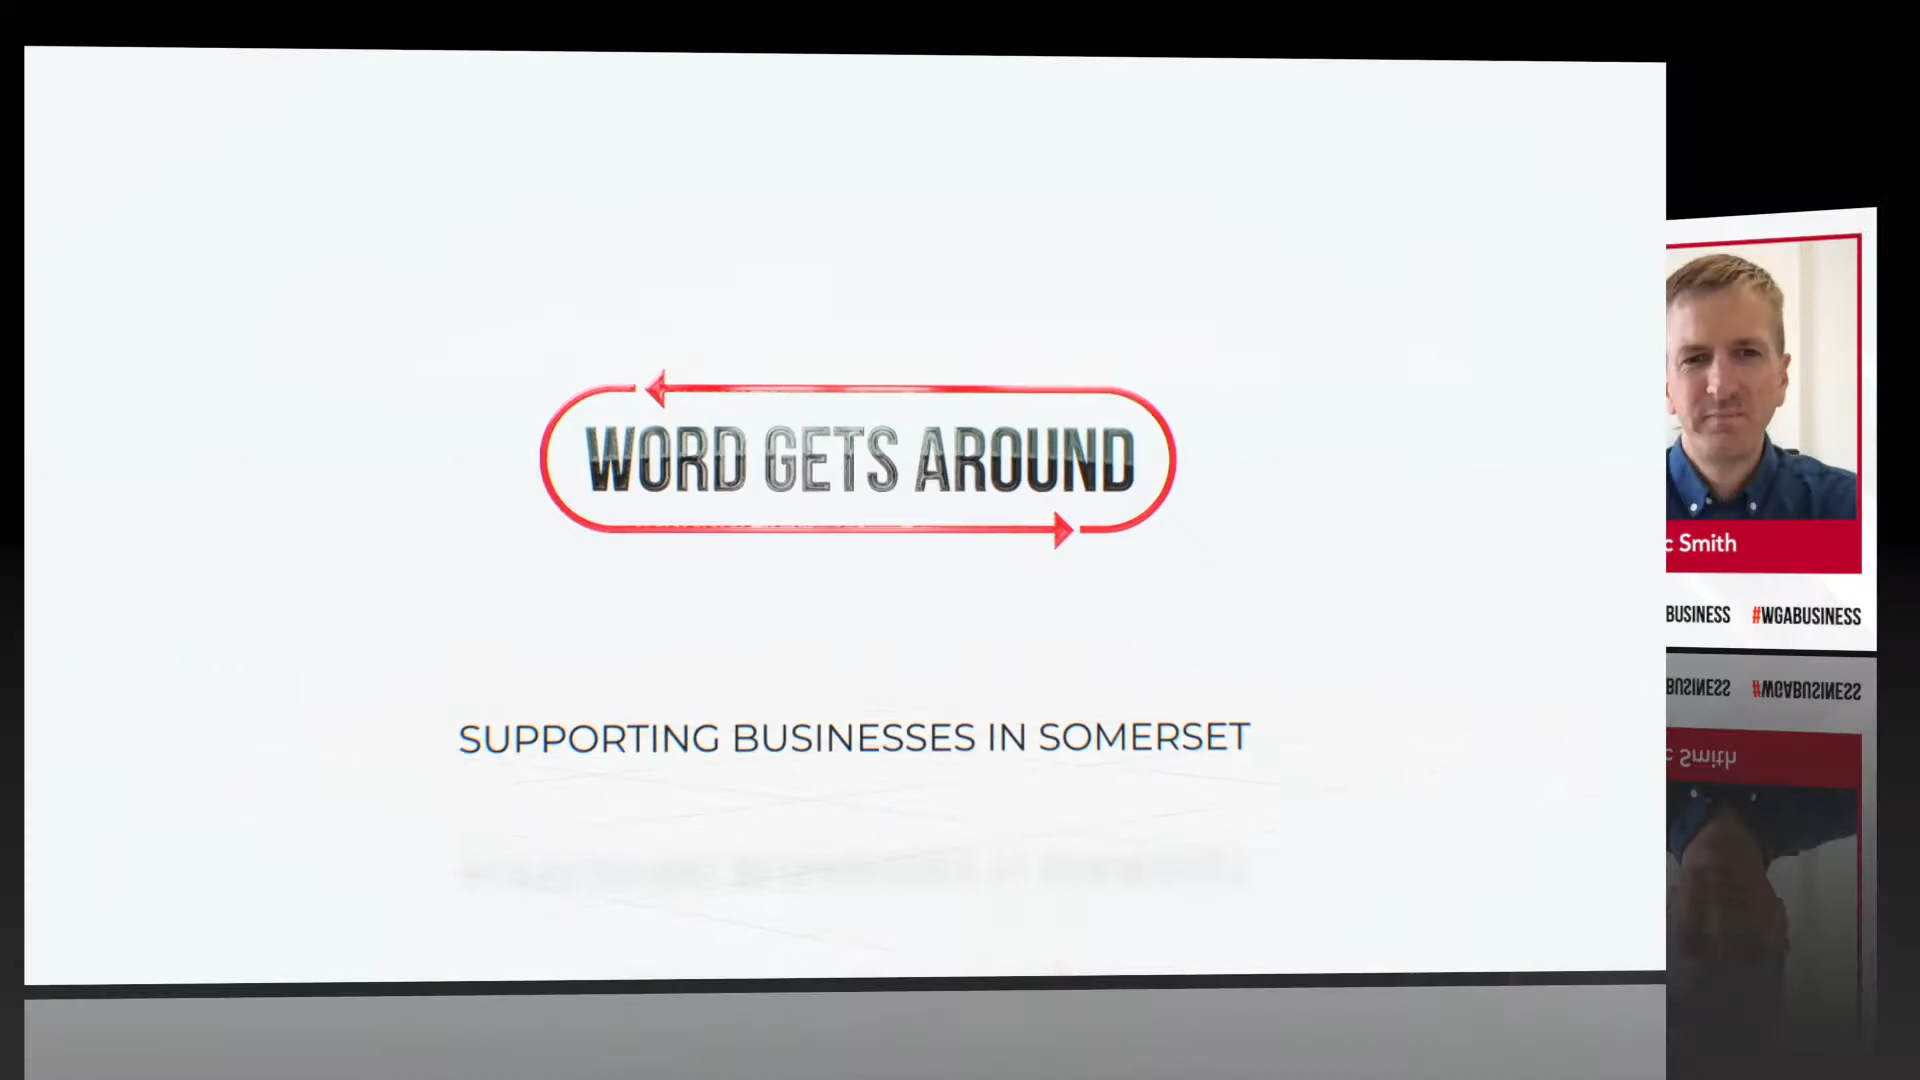 WORD GETS AROUND
SUPPORTING BUSINESSES IN SOMERSET
c Smith
BUSINESS #WGABUSINESS